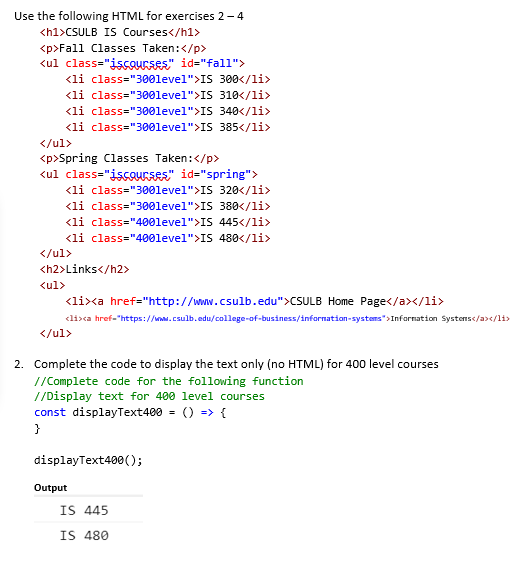 Use the following HTML for exercises 2 – 4
<h1>CSULB IS Courses</h1>
<p>Fall Classes Taken:</p>
<ul class="iscourses" id="fall">
<li class="300level">IS 300</li>
<li class="300level">IS 310</li>
<li class="300level">IS 340</li>
<li class="300level">IS 385</li>
</ul>
<p>Spring Classes Taken:</p>
<ul class="iscourses" id="spring">
<li class="300level">IS 320</li>
<li class="300level">IS 380</li>
<li class="400level">IS 445</li>
<li class="400level">IS 480</li>
</ul>
<h2>Links</h2>
<ul>
<li><a href="http://www.csulb.edu">CSULB Home Page</a></li>
<li><a href="https://www.csulb.edu/college-of-business/information-systems">Information Systems</a></li>
</ul>
2. Complete the code to display the text only (no HTML) for 400 level courses
//Complete code for the following function
//Display text for 400 level courses
const displayText400 = () => {
}
displayText400();
Output
IS 445
IS 480